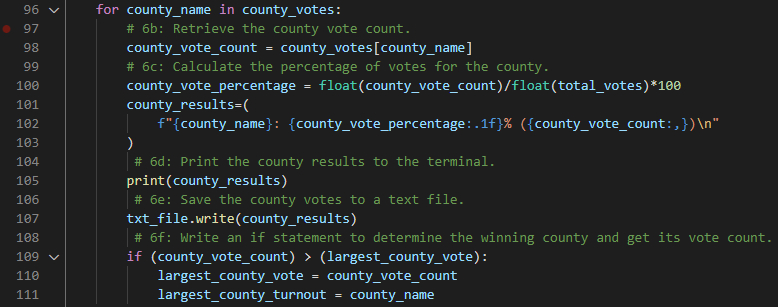 96 for county_name in county_votes:
97 # 6b: Retrieve the county vote count.
98 county_vote_count = county_votes[county_name]
99 # 6c: Calculate the percentage of votes for the county.
100 county_vote_percentage = float(county_vote_count)/float(total_votes)*100
101 county_results=(
102 f"{county_name}: {county_vote_percentage:.1f}% ({county_vote_count:,})\n"
103 )
104 # 6d: Print the county results to the terminal.
105 print(county_results)
106 # 6e: Save the county votes to a text file.
107 txt_file.write(county_results)
108 # 6f: Write an if statement to determine the winning county and get its vote count.
109 if (county_vote_count) > (largest_county_vote):
110 largest_county_vote = county_vote_count
111 largest_county_turnout = county_name